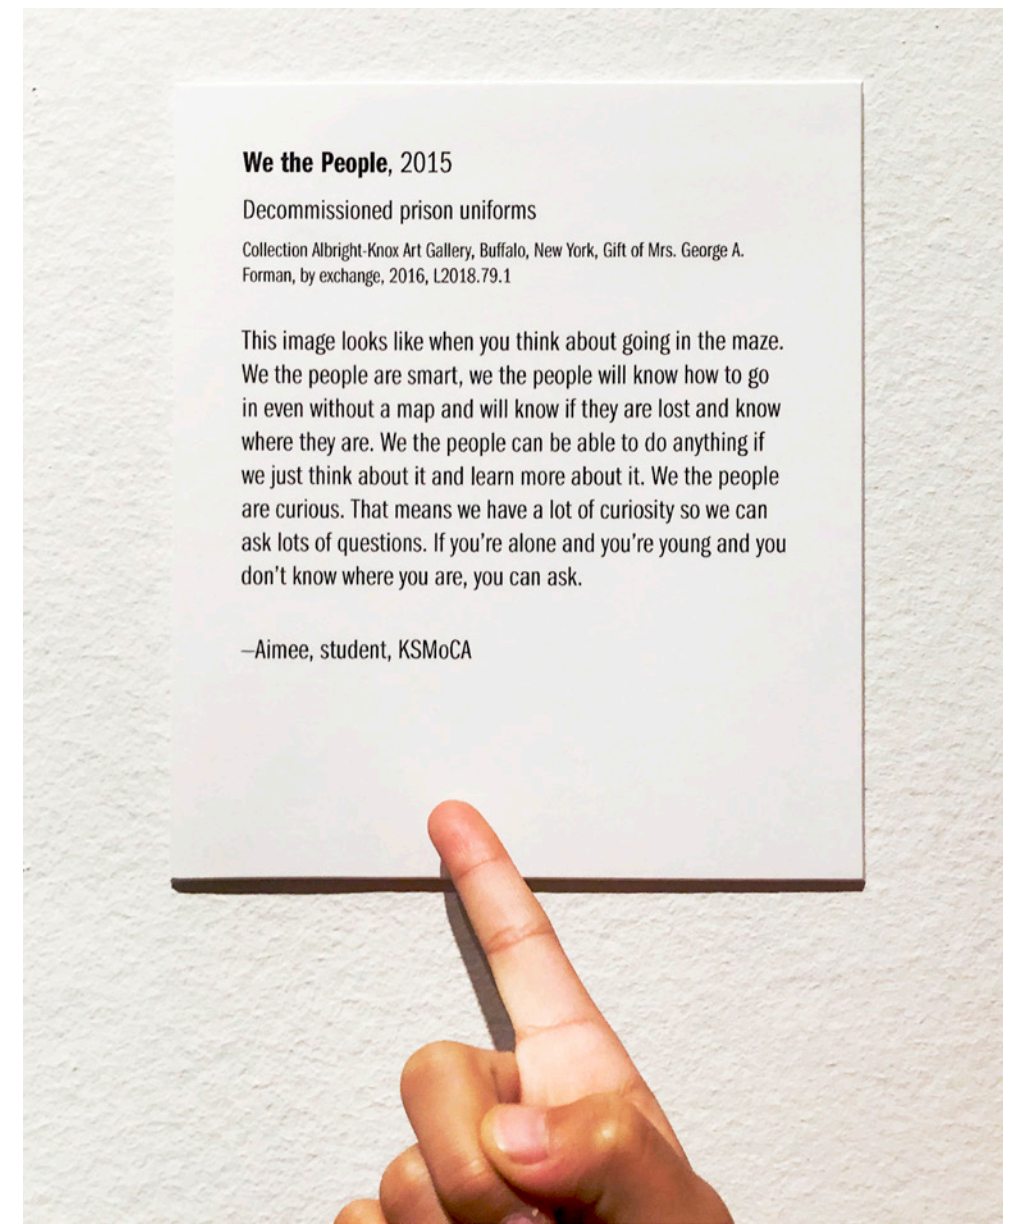 We the People, 2015
Decommissioned prison uniforms
Collection Albright-Knox Art Gallery, Buffalo, New York, Gift of Mrs. George A.
Forman, by exchange, 2016, L2018.79.1
This image looks like when you think about going in the maze.
We the people are smart, we the people will know how to go
in even without a map and will know if they are lost and know
where they are. We the people can be able to do anything if
we just think about it and learn more about it. We the people
are curious. That means we have a lot of curiosity so we can
ask lots of questions. If you're alone and you're young and you
don't know where you are, you can ask.
–Aimee, student, KSMoCA